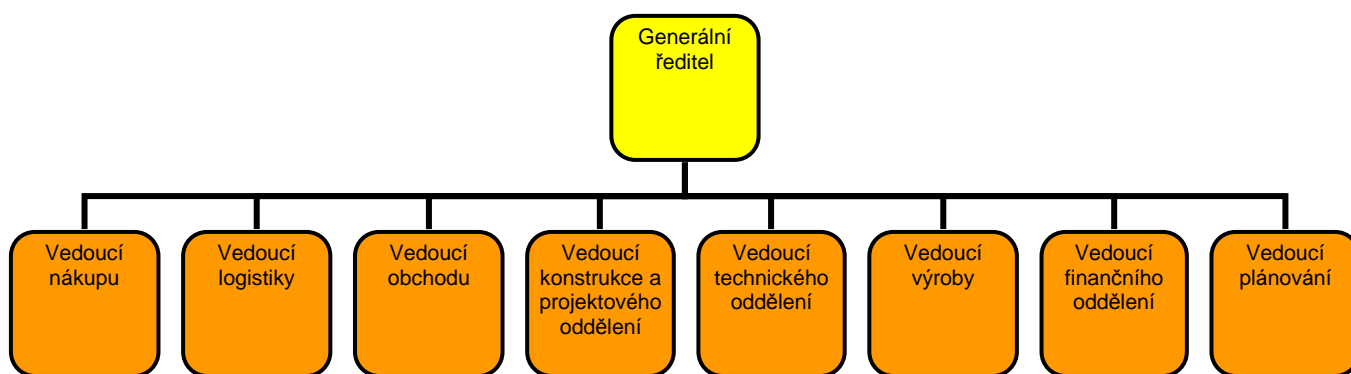 Generální
ředitel
Vedoucí
nákupu
Vedoucí
logistiky
Vedoucí
obchodu
Vedoucí
konstrukce a
projektového
oddělení
Vedoucí
technického
oddělení
Vedoucí
výroby
Vedoucí
finančního
oddělení
Vedoucí
plánování